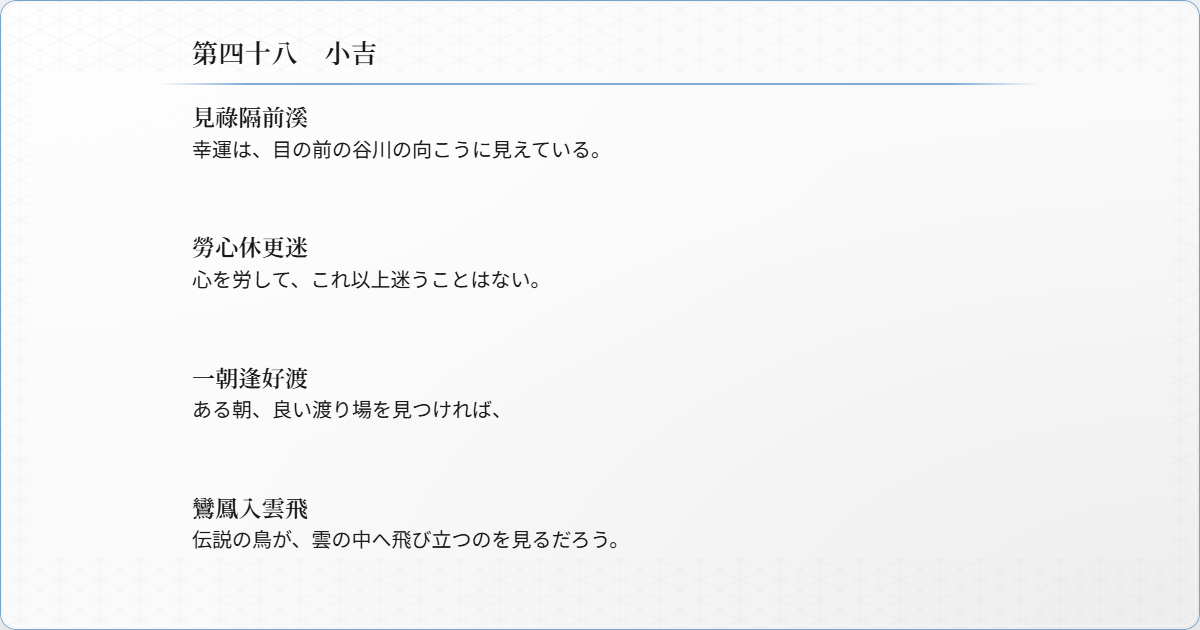 第四十八　小吉
見祿隔前溪
幸運は、目の前の谷川の向こうに見えている。
勞心休更迷
心を労して、これ以上迷うことはない。
一朝逢好渡
ある朝、良い渡り場を見つければ、
鸞鳳入雲飛
伝説の鳥が、雲の中へ飛び立つのを見るだろう。